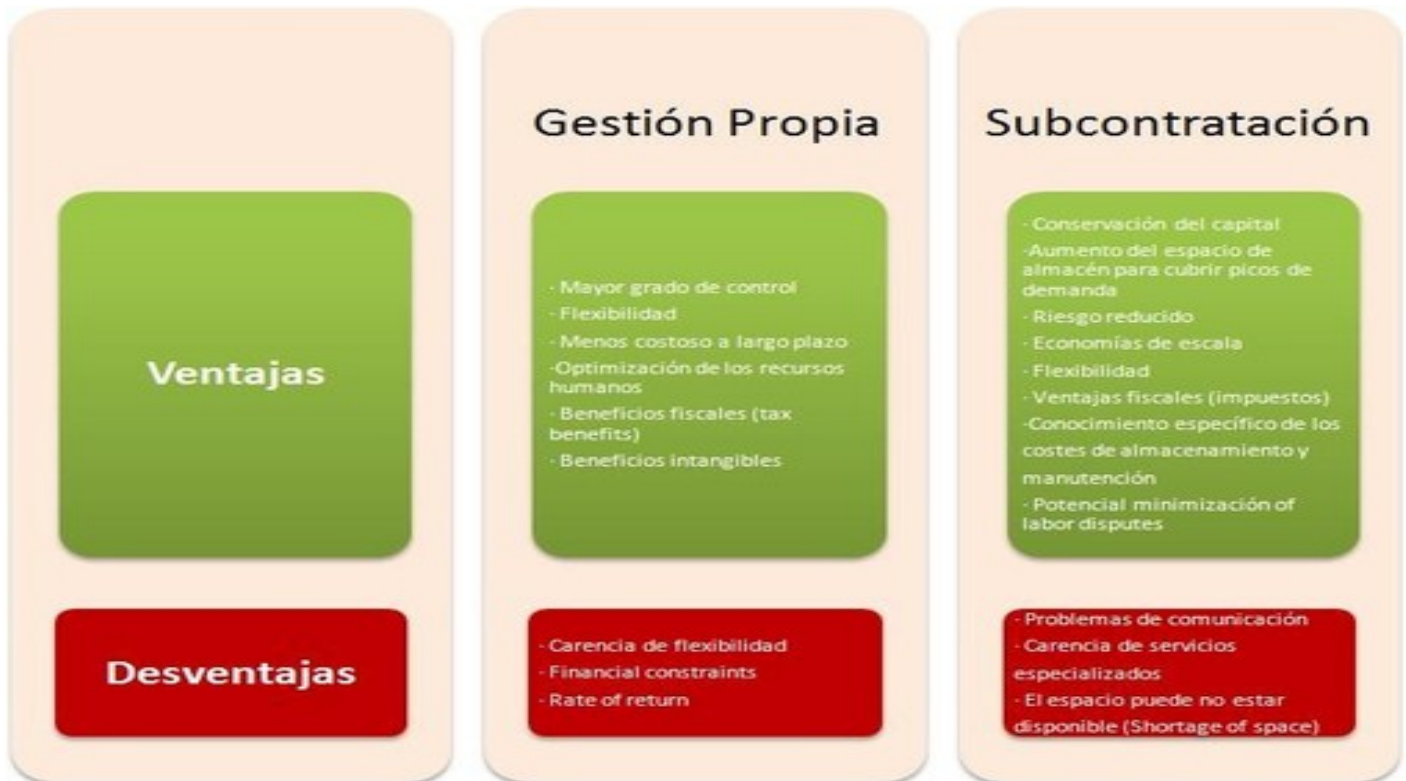 Gestión Propia
Subcontratación
Ventajas
· Mayor grado de control
· Flexibilidad
· Menos costoso a largo plazo
·Optimización de los recursos
humanos
· Beneficios fiscales (tax
benefits)
· Beneficios intangibles
· Conservación del capital
·Aumento del espacio de
almacén para cubrir picos de
demanda
· Riesgo reducido
· Economías de escala
· Flexibilidad
· Ventajas fiscales (impuestos)
·Conocimiento específico de los
costes de almacenamiento y
manutención
· Potencial minimización of
labor disputes
Desventajas
· Carencia de flexibilidad
· Financial constraints
· Rate of return
· Problemas de comunicación
· Carencia de servicios
especializados
· El espacio puede no estar
disponible (Shortage of space)